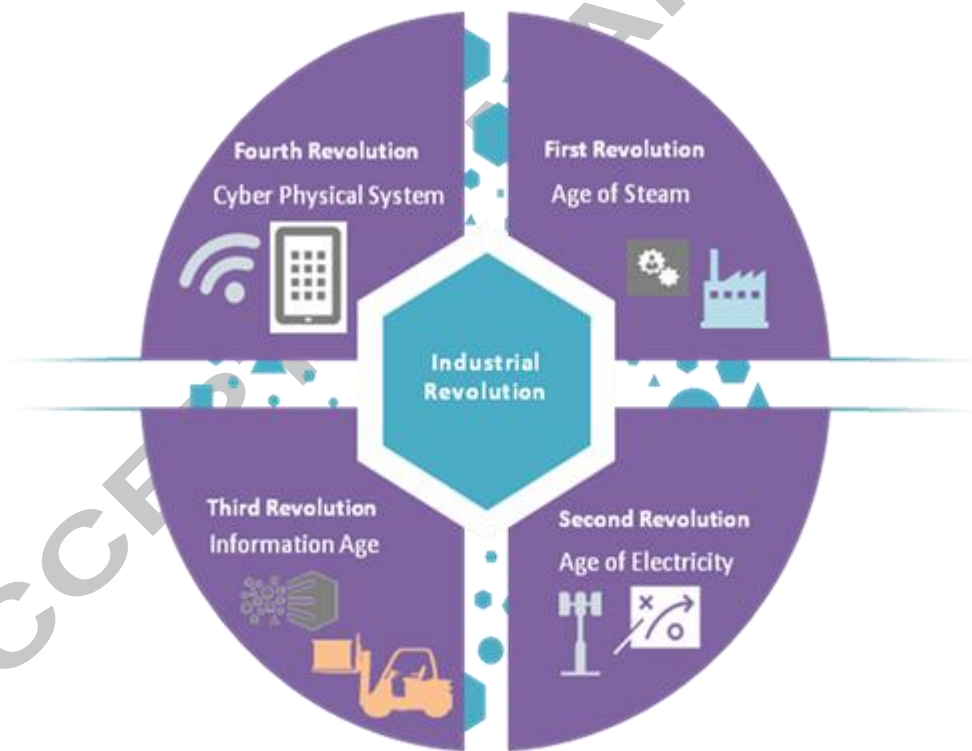 Fourth Revolution
Cyber Physical System
First Revolution
Age of Steam
Industrial
Revolution
Third Revolution
Information Age
Second Revolution
Age of Electricity